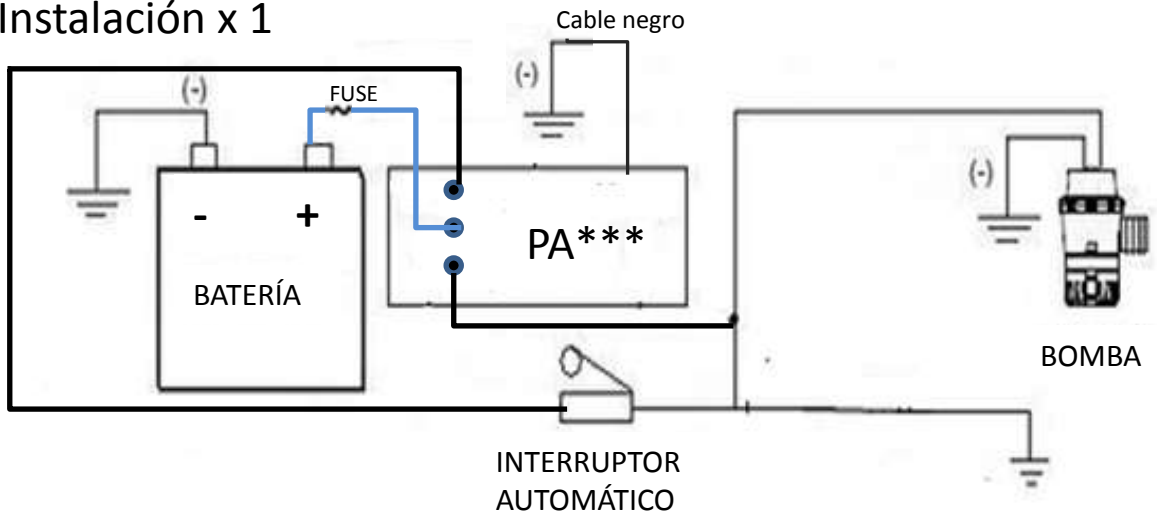 Instalación x 1
Cable negro
(-)
FUSE
(-)
(-)
- +
PA***
BATERÍA
BOMBA
INTERRUPTOR
AUTOMÁTICO